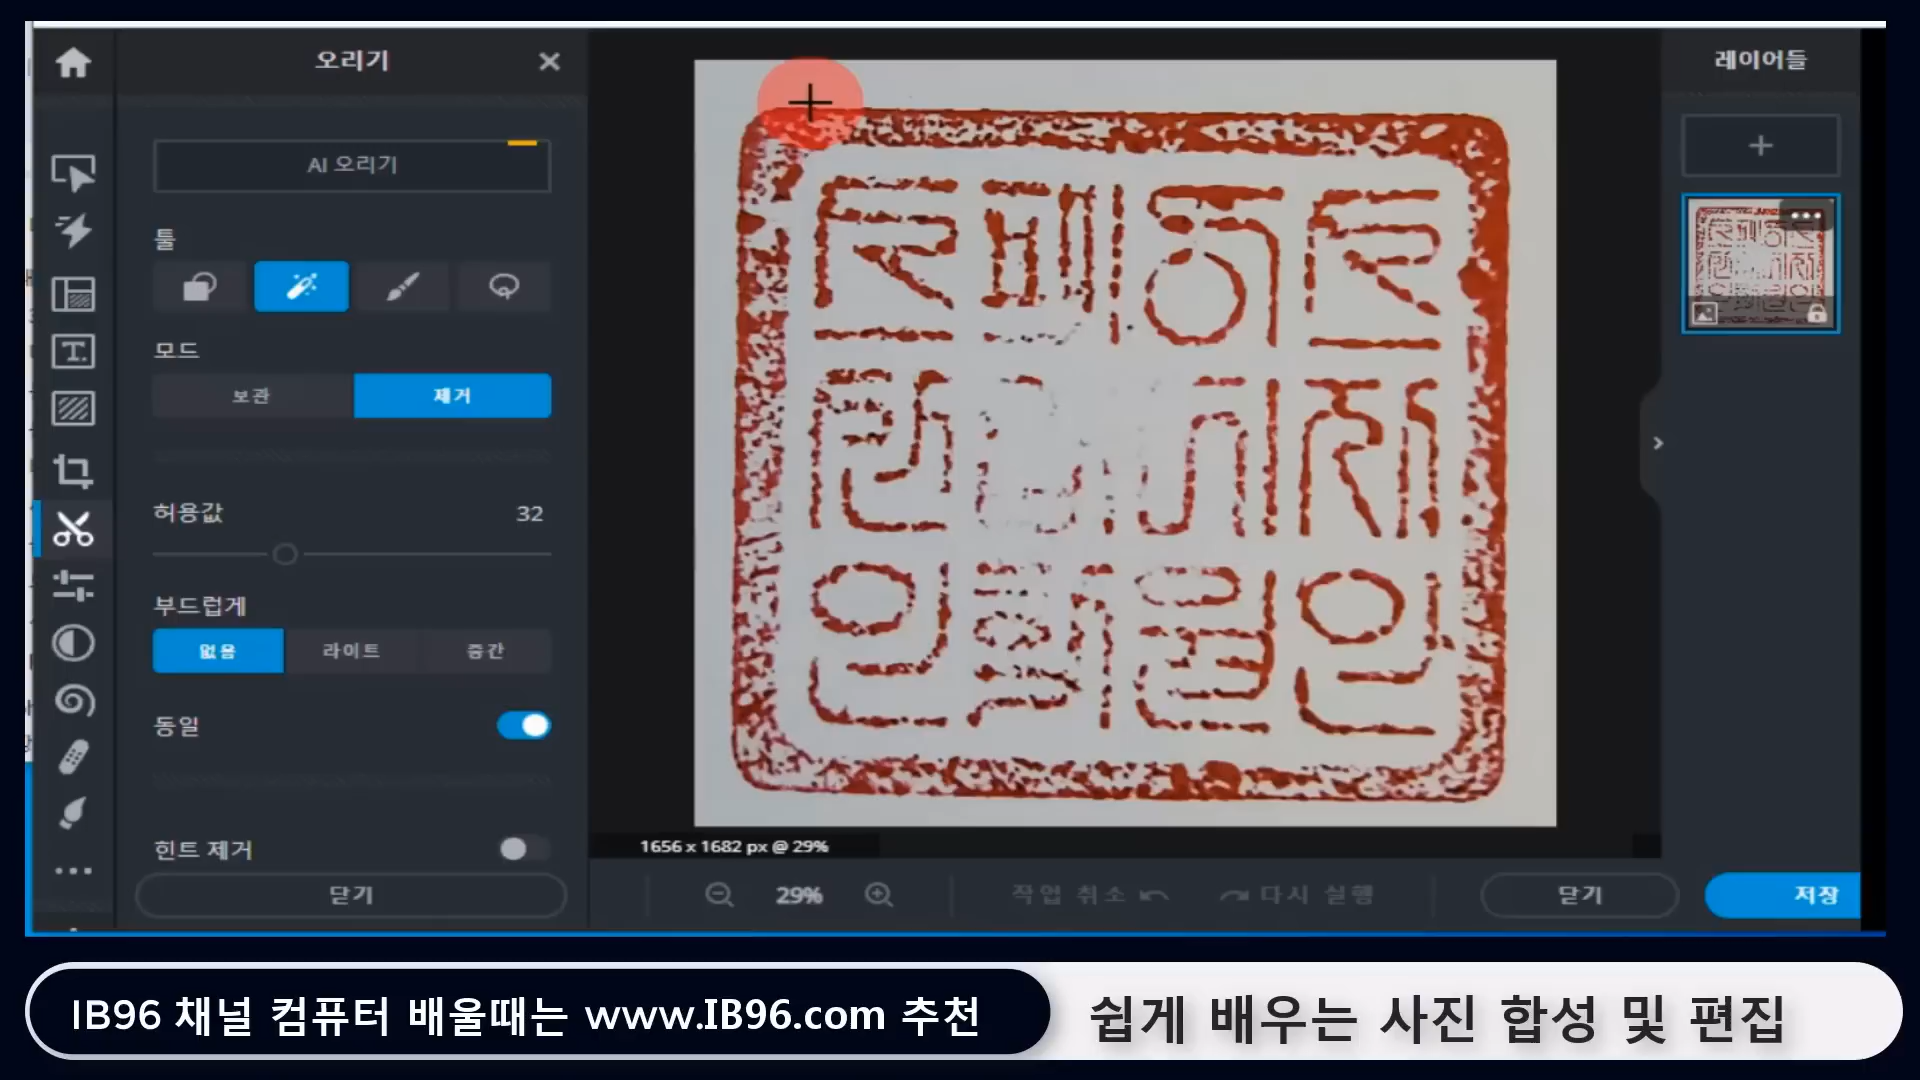 오리기
레이어들
AI 오리기
툴
모드
보관
제거
허용값
32
부드럽게
없음
라이트
중간
동일
힌트 제거
닫기
1656 x 1682 px @ 29%
29%
작업 취소
다시 실행
닫기
저장
IB96 채널 컴퓨터 배울때는 www.IB96.com 추천
쉽게 배우는 사진 합성 및 편집